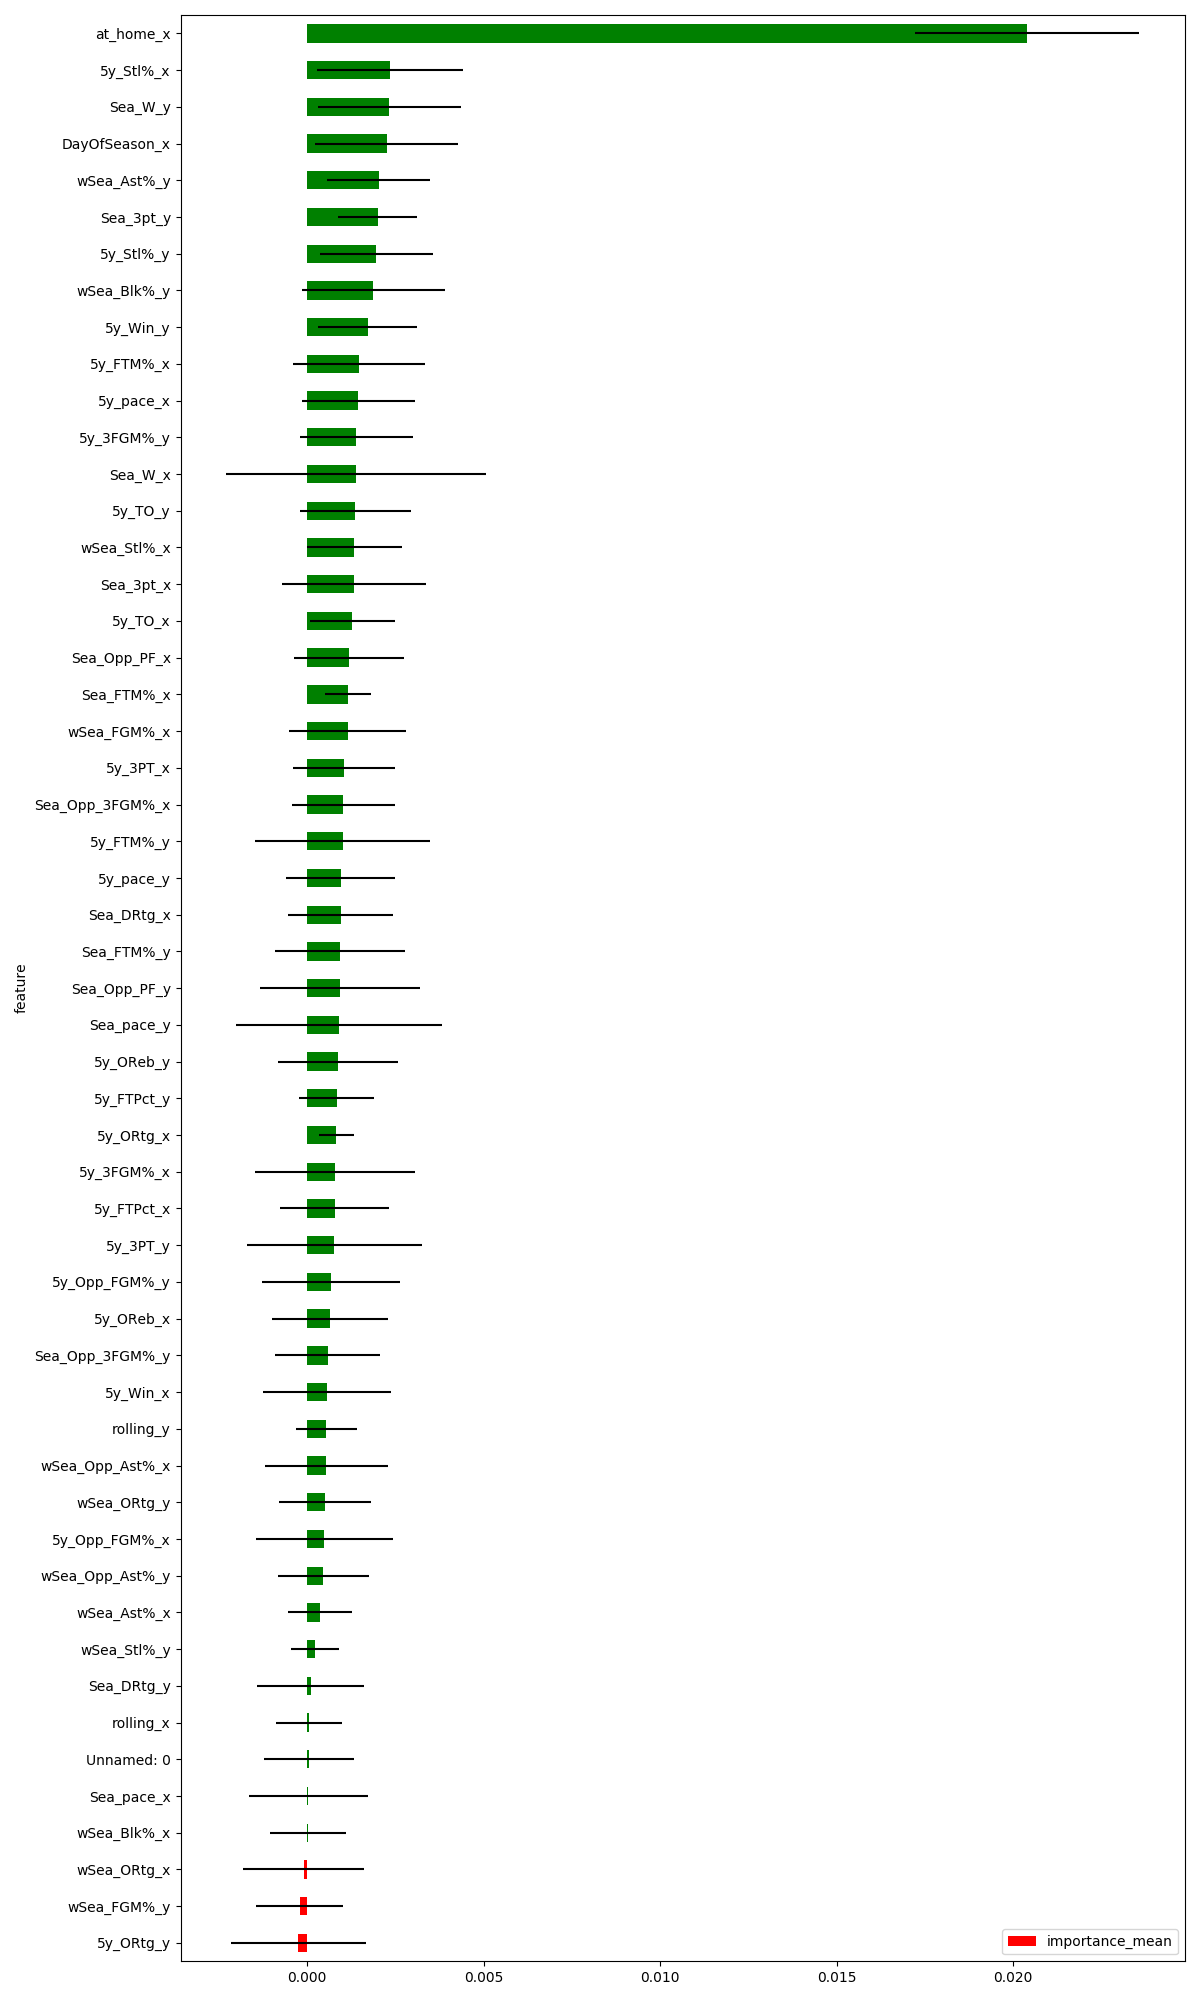 at_home_x
5y_Stl%_x
Sea_W_y
DayOfSeason_x
wSea_Ast%_y
Sea_3pt_y
5y_Stl%_y
wSea_Blk%_y
5y_Win_y
5y_FTM%_x
5y_pace_x
5y_3FGM%_y
Sea_W_x
5y_TO_y
wSea_Stl%_x
Sea_3pt_x
5y_TO_x
Sea_Opp_PF_x
Sea_FTM%_x
wSea_FGM%_x
5y_3PT_x
Sea_Opp_3FGM%_x
5y_FTM%_y
5y_pace_y
Sea_DRtg_x
Sea_FTM%_y
feature
Sea_Opp_PF_y
Sea_pace_y
5y_OReb_y
5y_FTPct_y
5y_ORtg_x
5y_3FGM%_x
5y_FTPct_x
5y_3PT_y
5y_Opp_FGM%_y
5y_OReb_x
Sea_Opp_3FGM%_y
5y_Win_x
rolling_y
wSea_Opp_Ast%_x
wSea_ORtg_y
5y_Opp_FGM%_x
wSea_Opp_Ast%_y
wSea_Ast%_x
wSea_Stl%_y
Sea_DRtg_y
rolling_x
Unnamed: 0
Sea_pace_x
wSea_Blk%_x
wSea_ORtg_x
wSea_FGM%_y
5y_ORtg_y
importance_mean
0.000 0.005 0.010 0.015 0.020